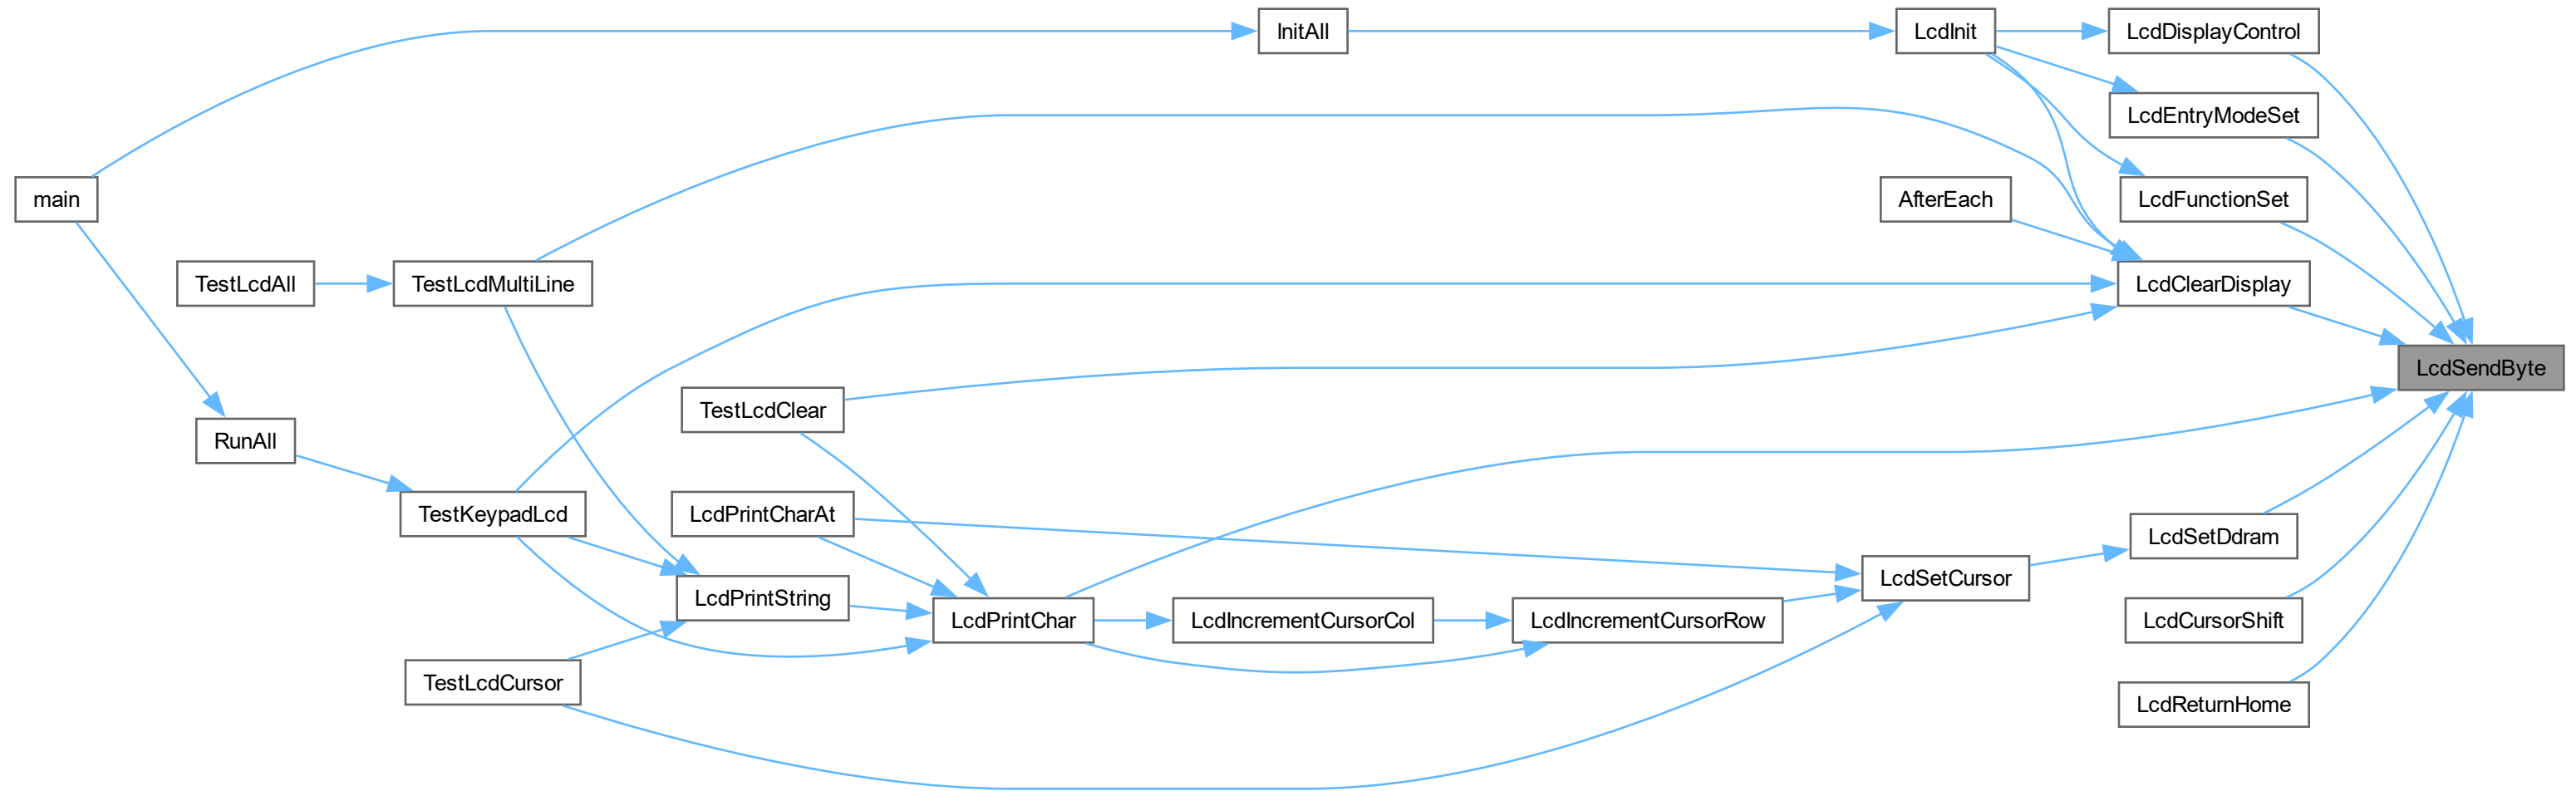 InitAll
LcdInit
LcdDisplayControl
LcdEntryModeSet
main
AfterEach
LcdFunctionSet
TestLcdAll
TestLcdMultiLine
LcdClearDisplay
LcdSendByte
TestLcdClear
RunAll
TestKeypadLcd
LcdPrintCharAt
LcdSetDdram
LcdSetCursor
LcdPrintString
LcdPrintChar
LcdIncrementCursorCol
LcdIncrementCursorRow
LcdCursorShift
TestLcdCursor
LcdReturnHome